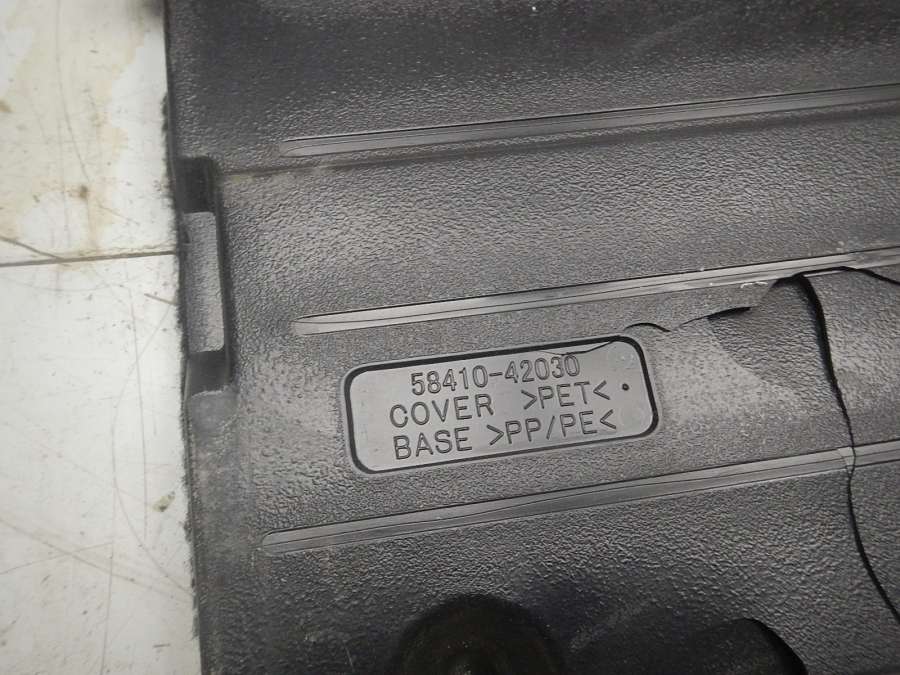 58410-42030
COVER >PET<
BASE >PP/PE<